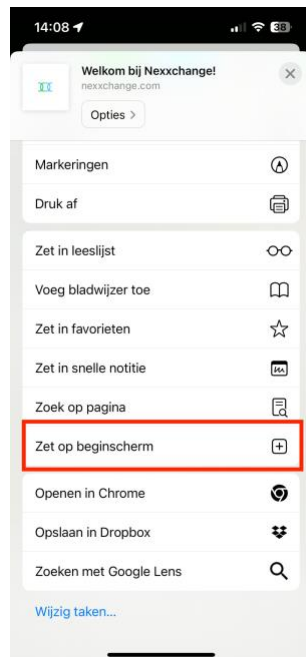 14:08
38
Welkom bij Nexxchange!
nexxchange.com
Opties >
Markeringen
Druk af
Zet in leeslijst
Voeg bladwijzer toe
Zet in favorieten
Zet in snelle notitie
Zoek op pagina
Zet op beginscherm
Openen in Chrome
Opslaan in Dropbox
Zoeken met Google Lens
Wijzig taken...